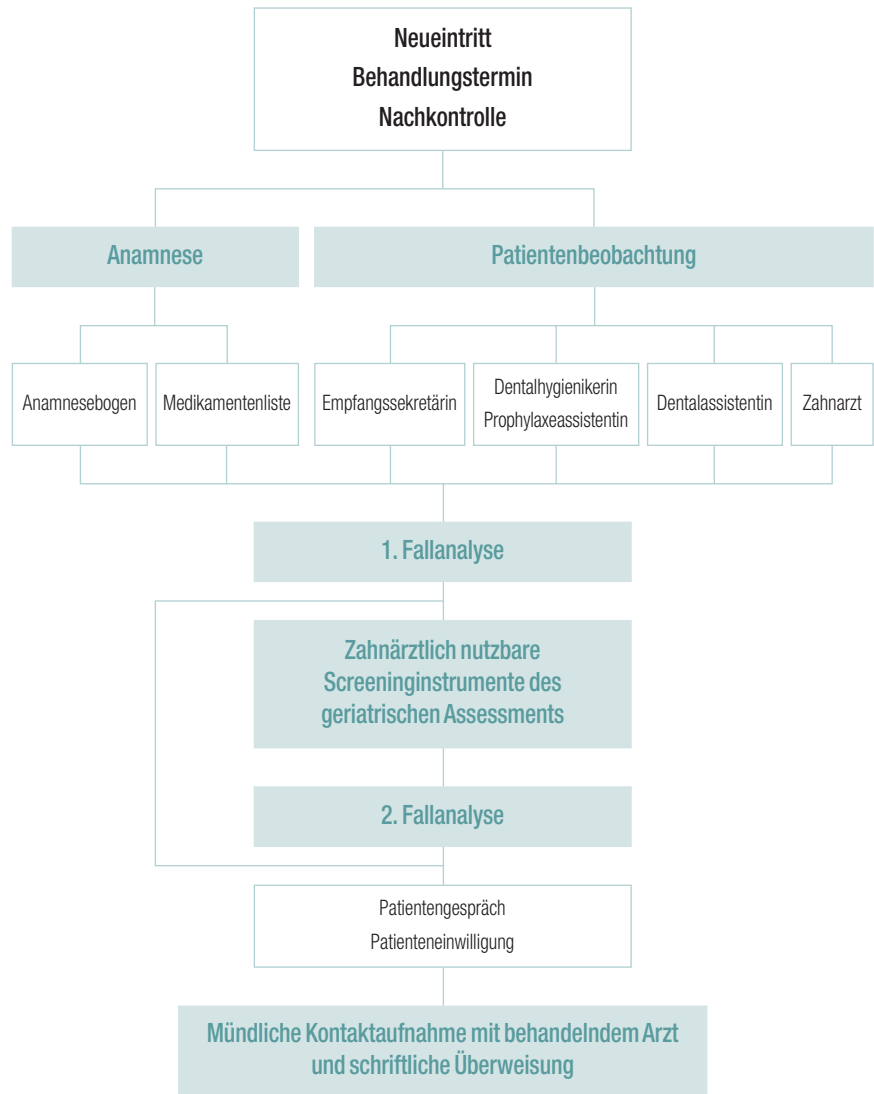 Neueintritt
Behandlungstermin
Nachkontrolle
Anamnese
Patientenbeobachtung
Anamnesebogen
Medikamentenliste
Empfangssekretärin
Dentalhygienikerin
Prophylaxeassistentin
Dentalassistentin
Zahnarzt
1. Fallanalyse
Zahnärztlich nutzbare
Screeninginstrumente des
geriatrischen Assessments
2. Fallanalyse
Patientengespräch
Patienteneinwilligung
Mündliche Kontaktaufnahme mit behandelndem Arzt
und schriftliche Überweisung